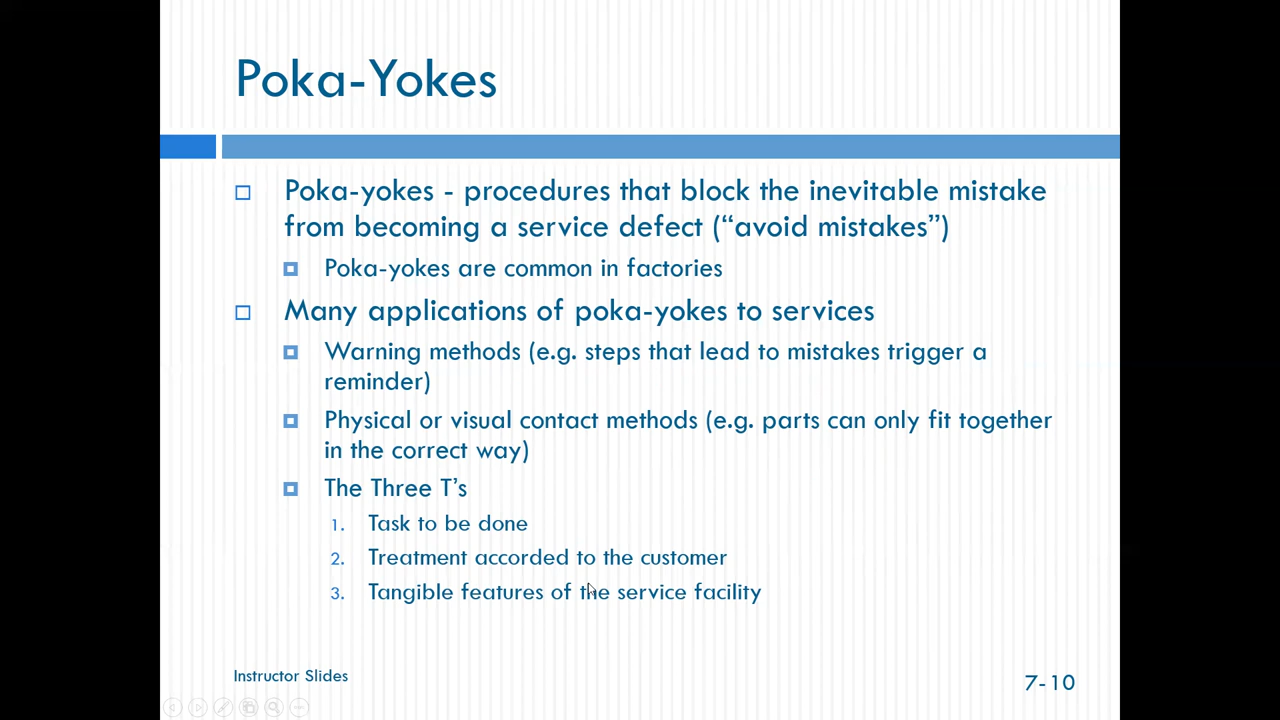 Poka-Yokes
Poka-yokes - procedures that block the inevitable mistake
from becoming a service defect (“avoid mistakes”)
Poka-yokes are common in factories
Many applications of poka-yokes to services
Warning methods (e.g. steps that lead to mistakes trigger a
reminder)
Physical or visual contact methods (e.g. parts can only fit together
in the correct way)
The Three T’s
1. Task to be done
2. Treatment accorded to the customer
3. Tangible features of the service facility
Instructor Slides
7-10